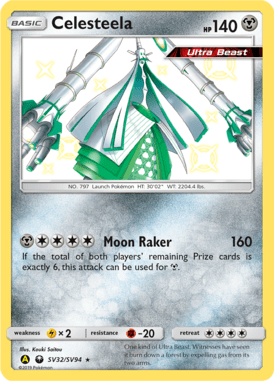 BASIC Celesteela HP 140
Ultra Beast
NO. 797 Launch Pokémon HT: 30'02" WT: 2204.4 lbs.
Moon Raker 160
If the total of both players' remaining Prize cards is
exactly 6, this attack can be used for
weakness ×2 resistance -20 retreat
Illus. Kouki Saitou
SV32/SV94
©2019 Pokémon
One kind of Ultra Beast. Witnesses have seen
it burn down a forest by expelling gas from its
two arms.